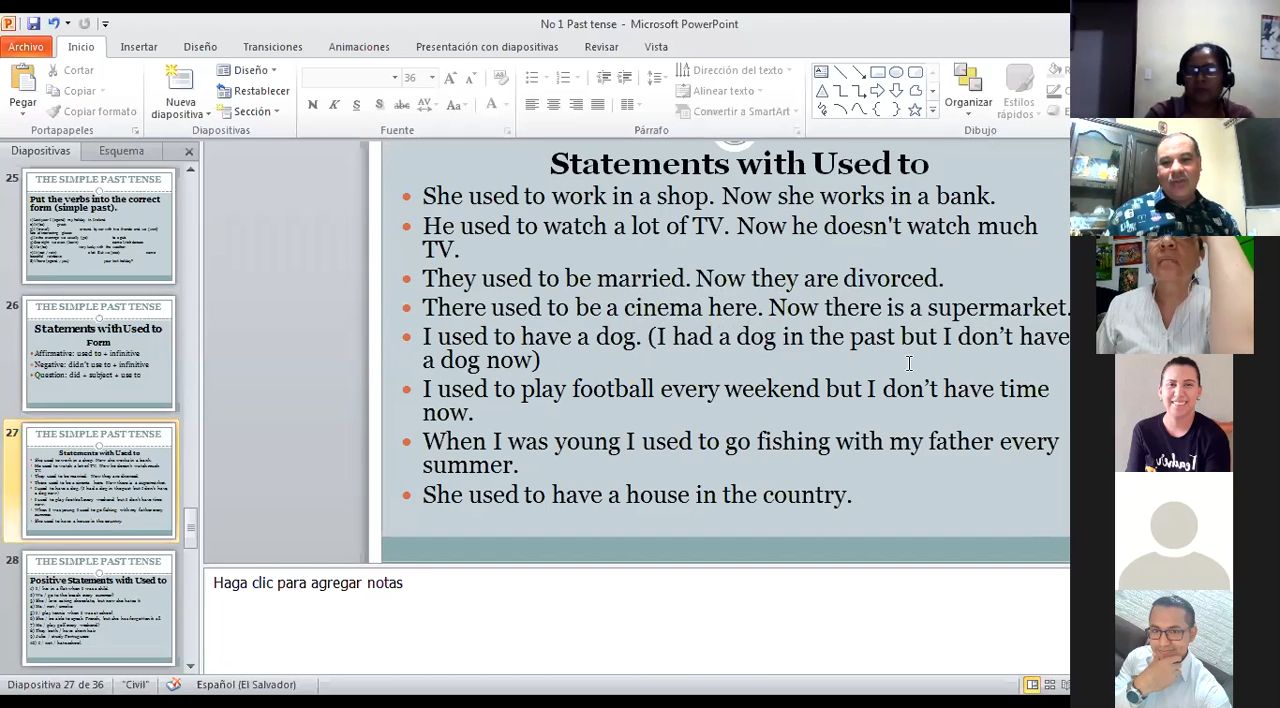 No 1 Past tense - Microsoft PowerPoint
Archivo Inicio Insertar Diseño Transiciones Animaciones Presentación con diapositivas Revisar Vista
Pegar
Cortar
Copiar
Copiar formato
Portapapeles
Nueva
diapositiva
Diseño
Restablecer
Sección
Diapositivas
36
N K S S abc AV Aa A
Fuente
Dirección del texto
Alinear texto
Convertir a SmartArt
Párrafo
Organizar
Estilos
rápidos
Dibujo
Diapositivas Esquema
25
THE SIMPLE PAST TENSE
Put the verbs into the correct
form (simple past).
26
THE SIMPLE PAST TENSE
Statements with Used to
Form
Affirmative: used to + infinitive
Negative: didn't use to + infinitive
Question: did + subject + use to
27
THE SIMPLE PAST TENSE
Statements with Used to
28
THE SIMPLE PAST TENSE
Positive Statements with Used to
Statements with Used to
• She used to work in a shop. Now she works in a bank.
• He used to watch a lot of TV. Now he doesn't watch much
TV.
• They used to be married. Now they are divorced.
• There used to be a cinema here. Now there is a supermarket.
• I used to have a dog. (I had a dog in the past but I don’t have
a dog now)
• I used to play football every weekend but I don’t have time
now.
• When I was young I used to go fishing with my father every
summer.
• She used to have a house in the country.
Haga clic para agregar notas
Diapositiva 27 de 36 "Civil" Español (El Salvador)